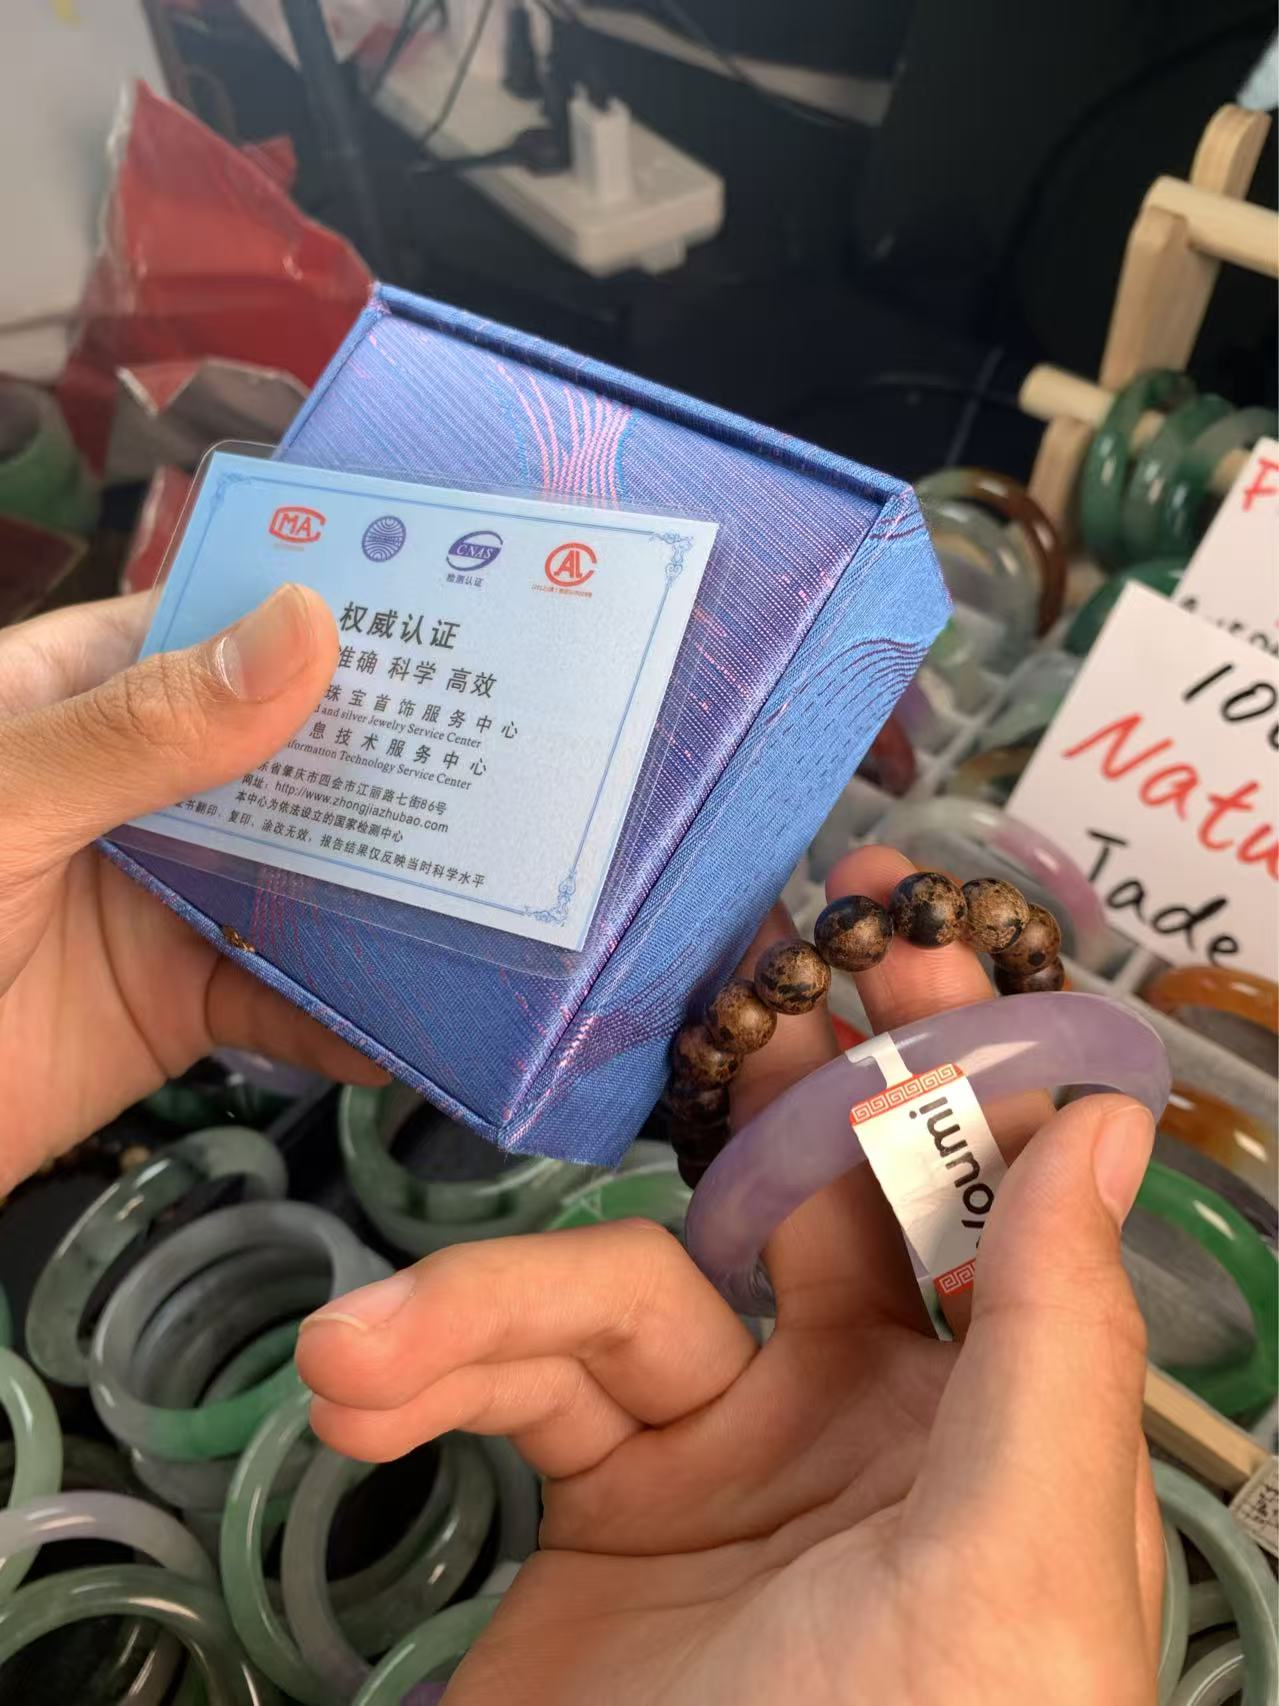 MA
CNAS
检测认证
AL
权威认证
准确 科学 高效
珠宝首饰服务中心
and silver Jewelry Service Center
息技术服务中心
nformation Technology Service Center
东省肇庆市四会市江丽路七街86号
网址：http://www.zhongjiazhubao.com
本中心为依法设立的国家检测中心
证书翻印、复印、涂改无效，报告结果仅反映当时科学水平
F
10
Natu
Jade
oumi